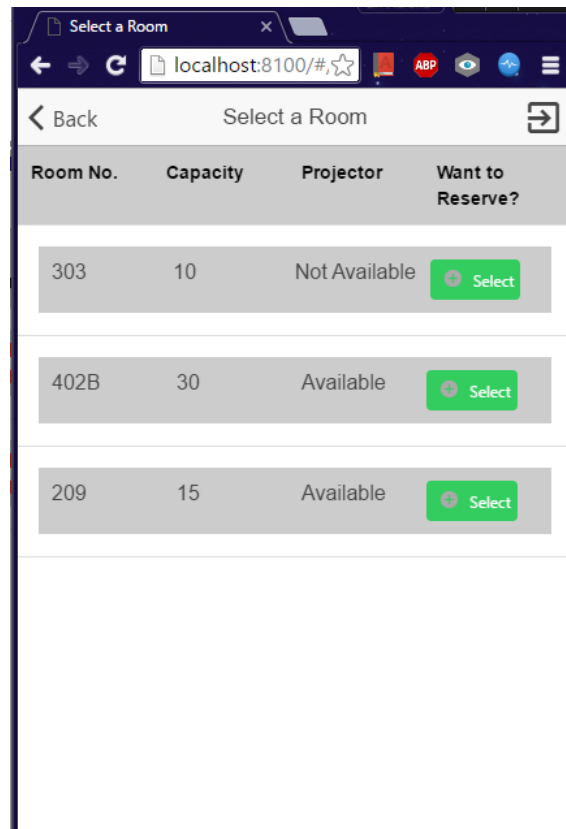 Select a Room
localhost:8100/#,
ABP
Back Select a Room
Room No. Capacity Projector Want to
Reserve?
303 10 Not Available Select
402B 30 Available Select
209 15 Available Select